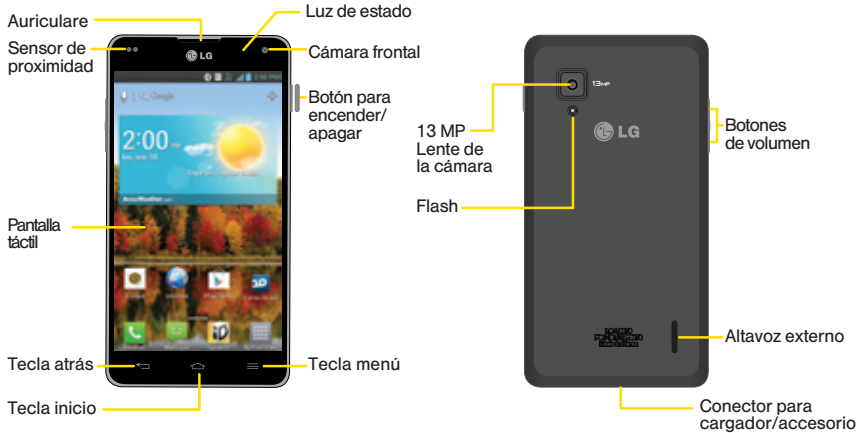 Auriculare
Luz de estado
Sensor de
proximidad
Cámara frontal
LG
Google
Botón para
encender/
apagar
2:00
Pantalla
táctil
Tecla atrás
Tecla menú
Tecla inicio
13MP
13 MP
Lente de
la cámara
LG
Botones
de volumen
Flash
Altavoz externo
Conector para
cargador/accesorio